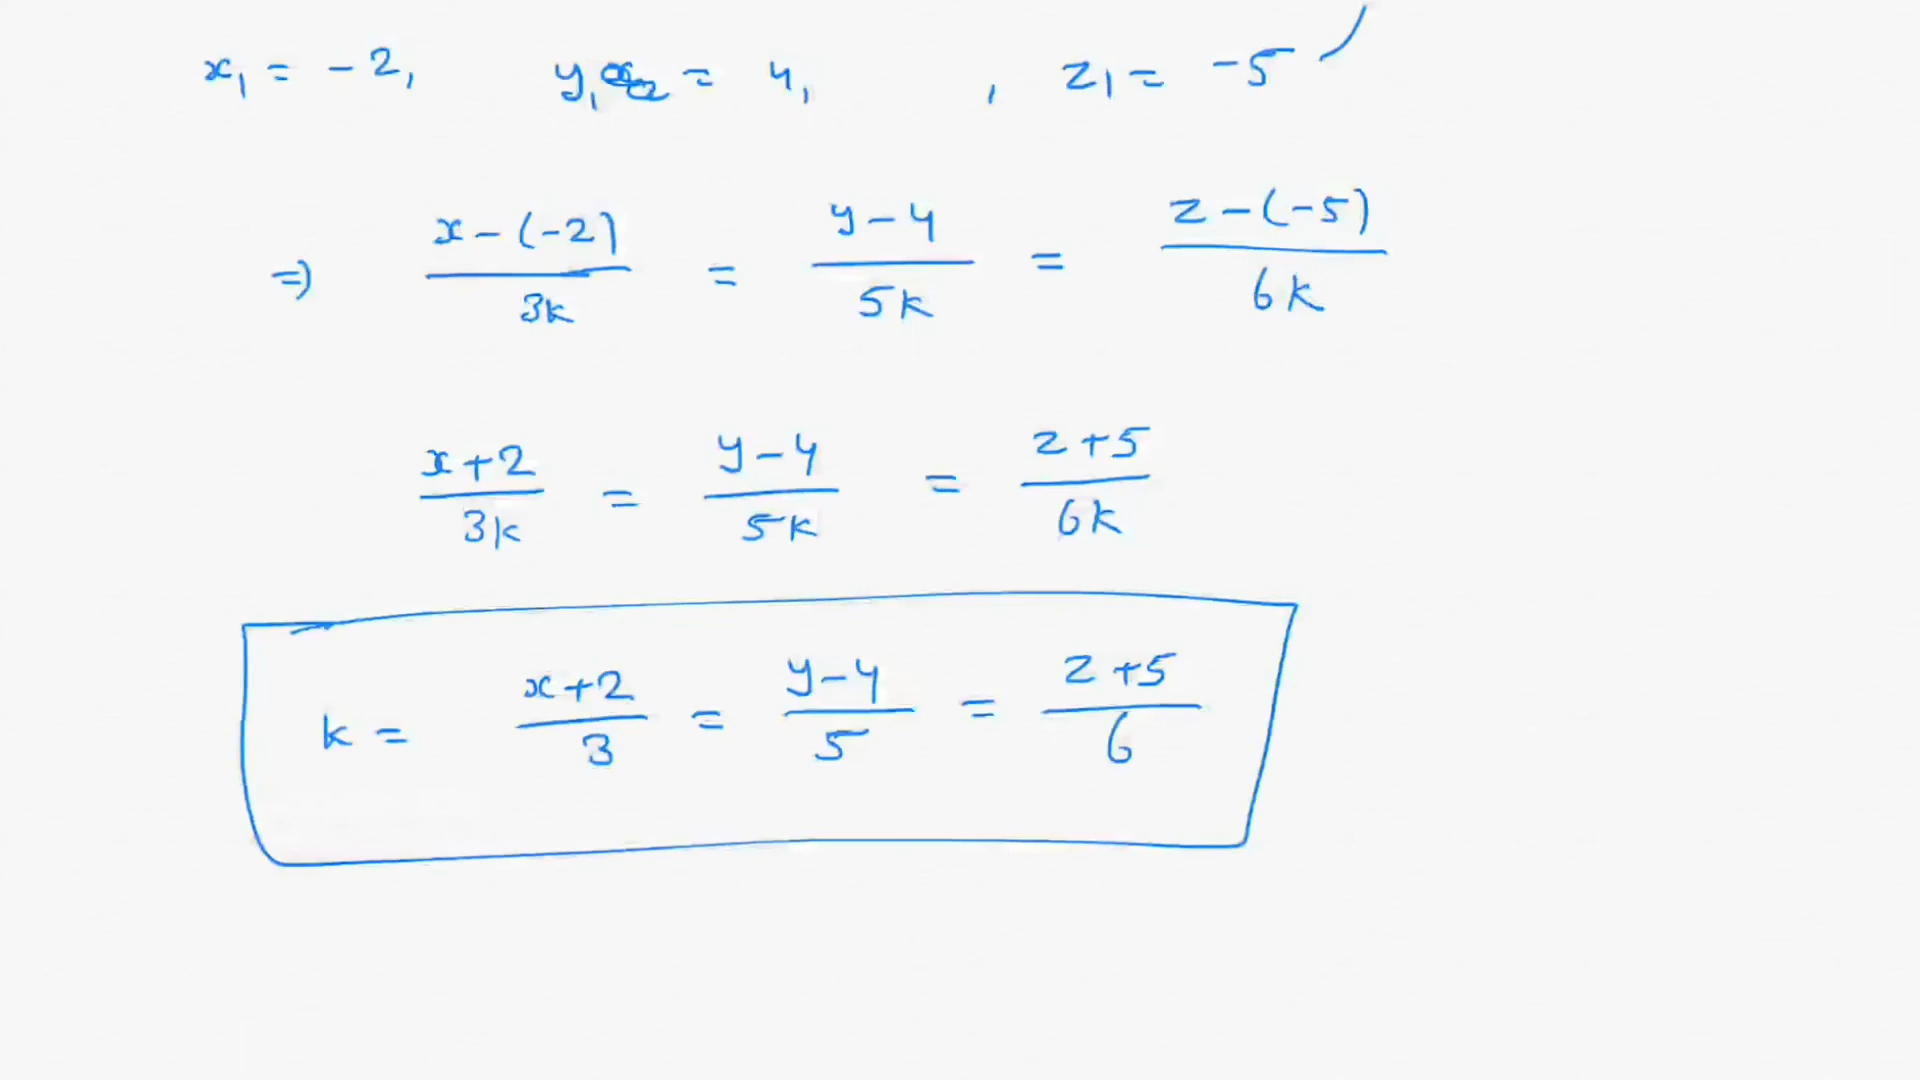 x₁ = -2, y₁ = 4, , z₁ = -5
⇒ x-(-2)/3k = y-4/5k = z-(-5)/6k
x+2/3k = y-4/5k = z+5/6k
k = x+2/3 = y-4/5 = z+5/6